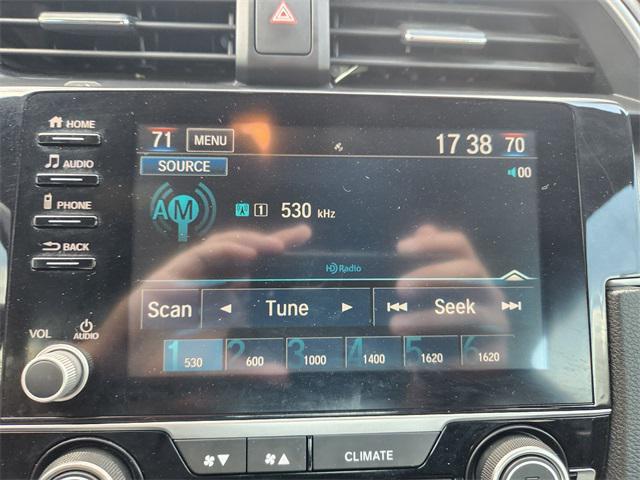 HOME
AUDIO
PHONE
BACK
VOL AUDIO
71 MENU 17 38 70
SOURCE 00
AM 1 530 kHz
HD Radio
Scan Tune Seek
1 530 2 600 3 1000 4 1400 5 1620 6 1620
CLIMATE